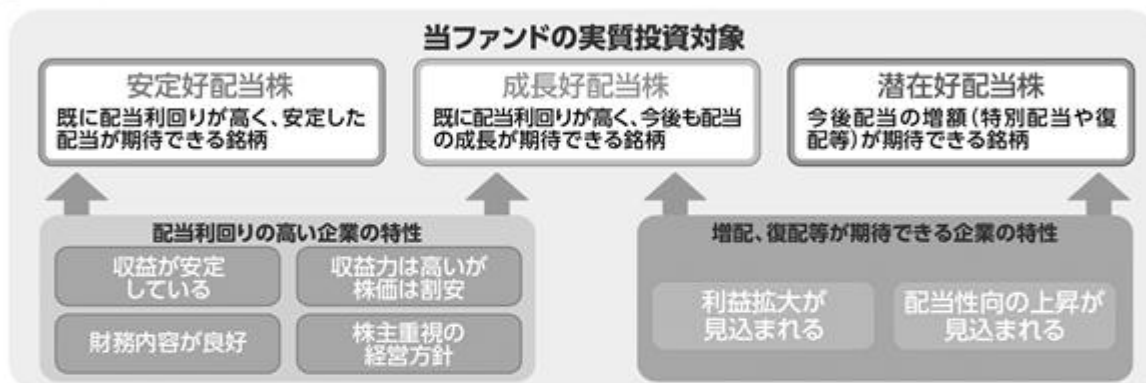 当ファンドの実質投資対象
安定好配当株
既に配当利回りが高く、安定した
配当が期待できる銘柄
成長好配当株
既に配当利回りが高く、今後も配当
の成長が期待できる銘柄
潜在好配当株
今後配当の増額(特別配当や復
配等)が期待できる銘柄
配当利回りの高い企業の特性
収益が安定
している
収益力は高いが
株価は割安
財務内容が良好
株主重視の
経営方針
増配、復配等が期待できる企業の特性
利益拡大が
見込まれる
配当性向の上昇が
見込まれる